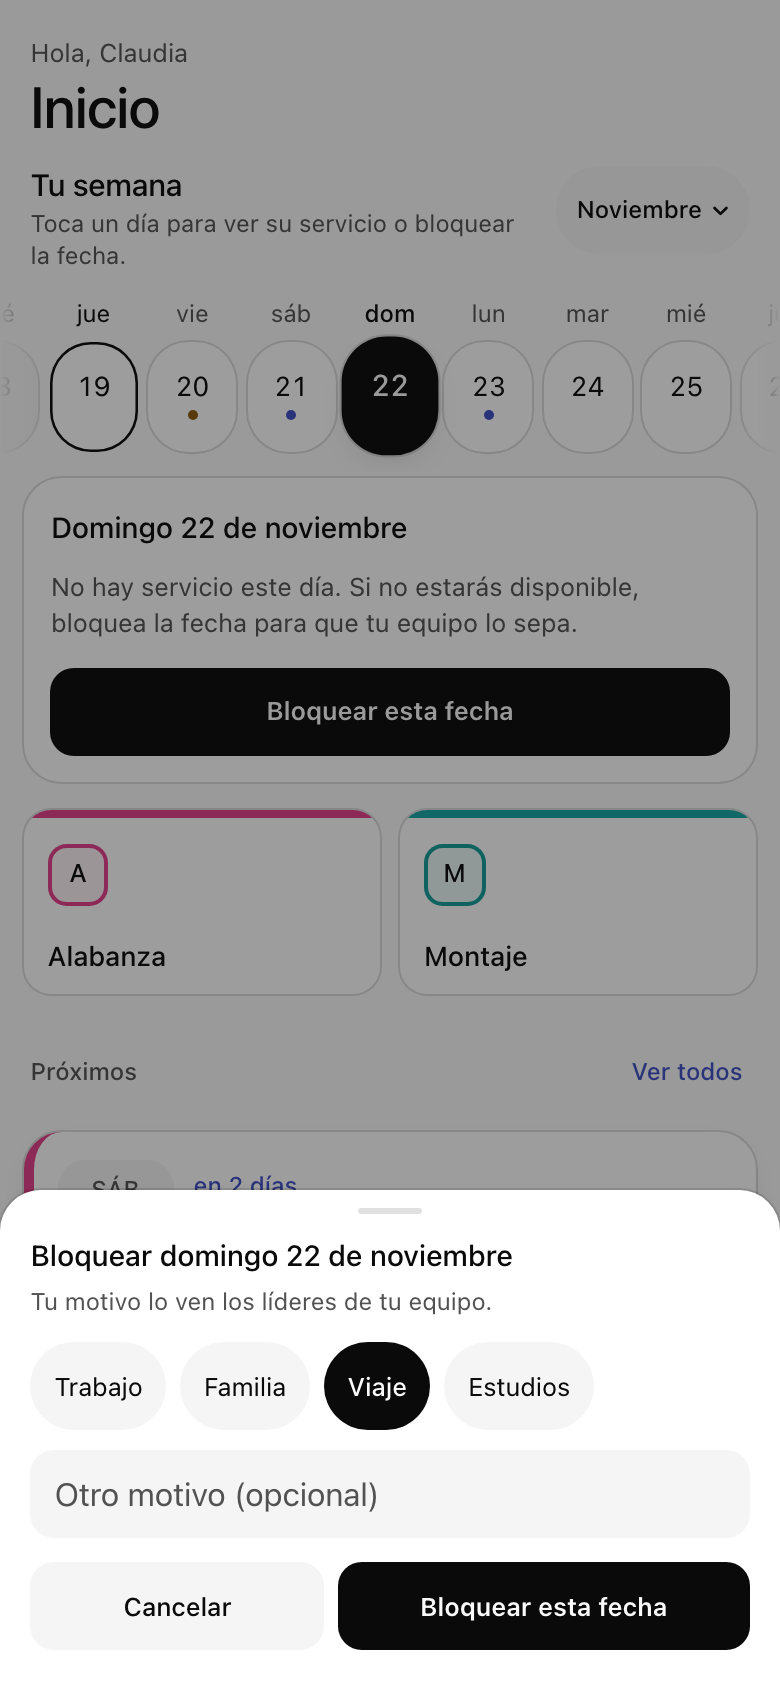 Hola, Claudia
Inicio
Tu semana
Toca un día para ver su servicio o bloquear
la fecha.
Noviembre
jue vie sáb dom lun mar mié
19 20 21 22 23 24 25
Domingo 22 de noviembre
No hay servicio este día. Si no estarás disponible,
bloquea la fecha para que tu equipo lo sepa.
Bloquear esta fecha
A
Alabanza
M
Montaje
Próximos
Ver todos
SÁB
en 2 días
Bloquear domingo 22 de noviembre
Tu motivo lo ven los líderes de tu equipo.
Trabajo Familia Viaje Estudios
Otro motivo (opcional)
Cancelar
Bloquear esta fecha